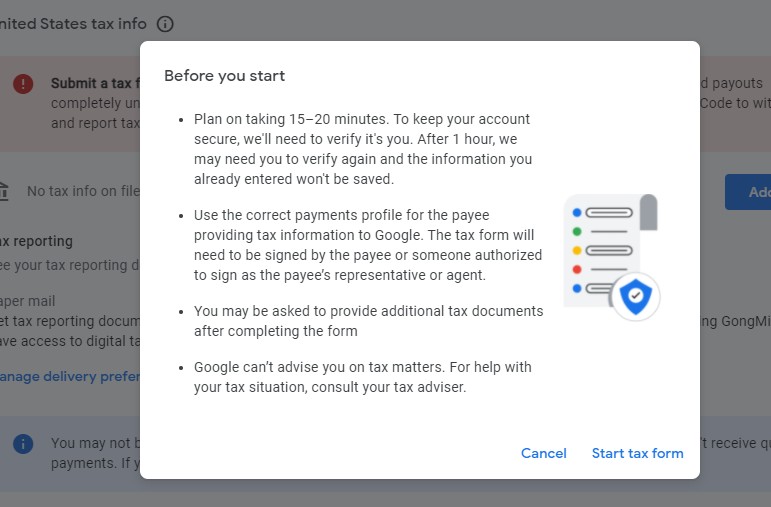 nited States tax info
Before you start
Submit a tax f
d payouts
completely un
Code to wit
and report tax
Plan on taking 15–20 minutes. To keep your account
secure, we'll need to verify it's you. After 1 hour, we
may need you to verify again and the information you
already entered won't be saved.
No tax info on file
Add
Use the correct payments profile for the payee
providing tax information to Google. The tax form will
need to be signed by the payee or someone authorized
to sign as the payee’s representative or agent.
ax reporting
ee your tax reporting d
You may be asked to provide additional tax documents
after completing the form
aper mail
et tax reporting docum
ng GongMi
ave access to digital ta
Google can’t advise you on tax matters. For help with
your tax situation, consult your tax adviser.
anage delivery prefer
You may not b
't receive qu
payments. If y
Cancel
Start tax form